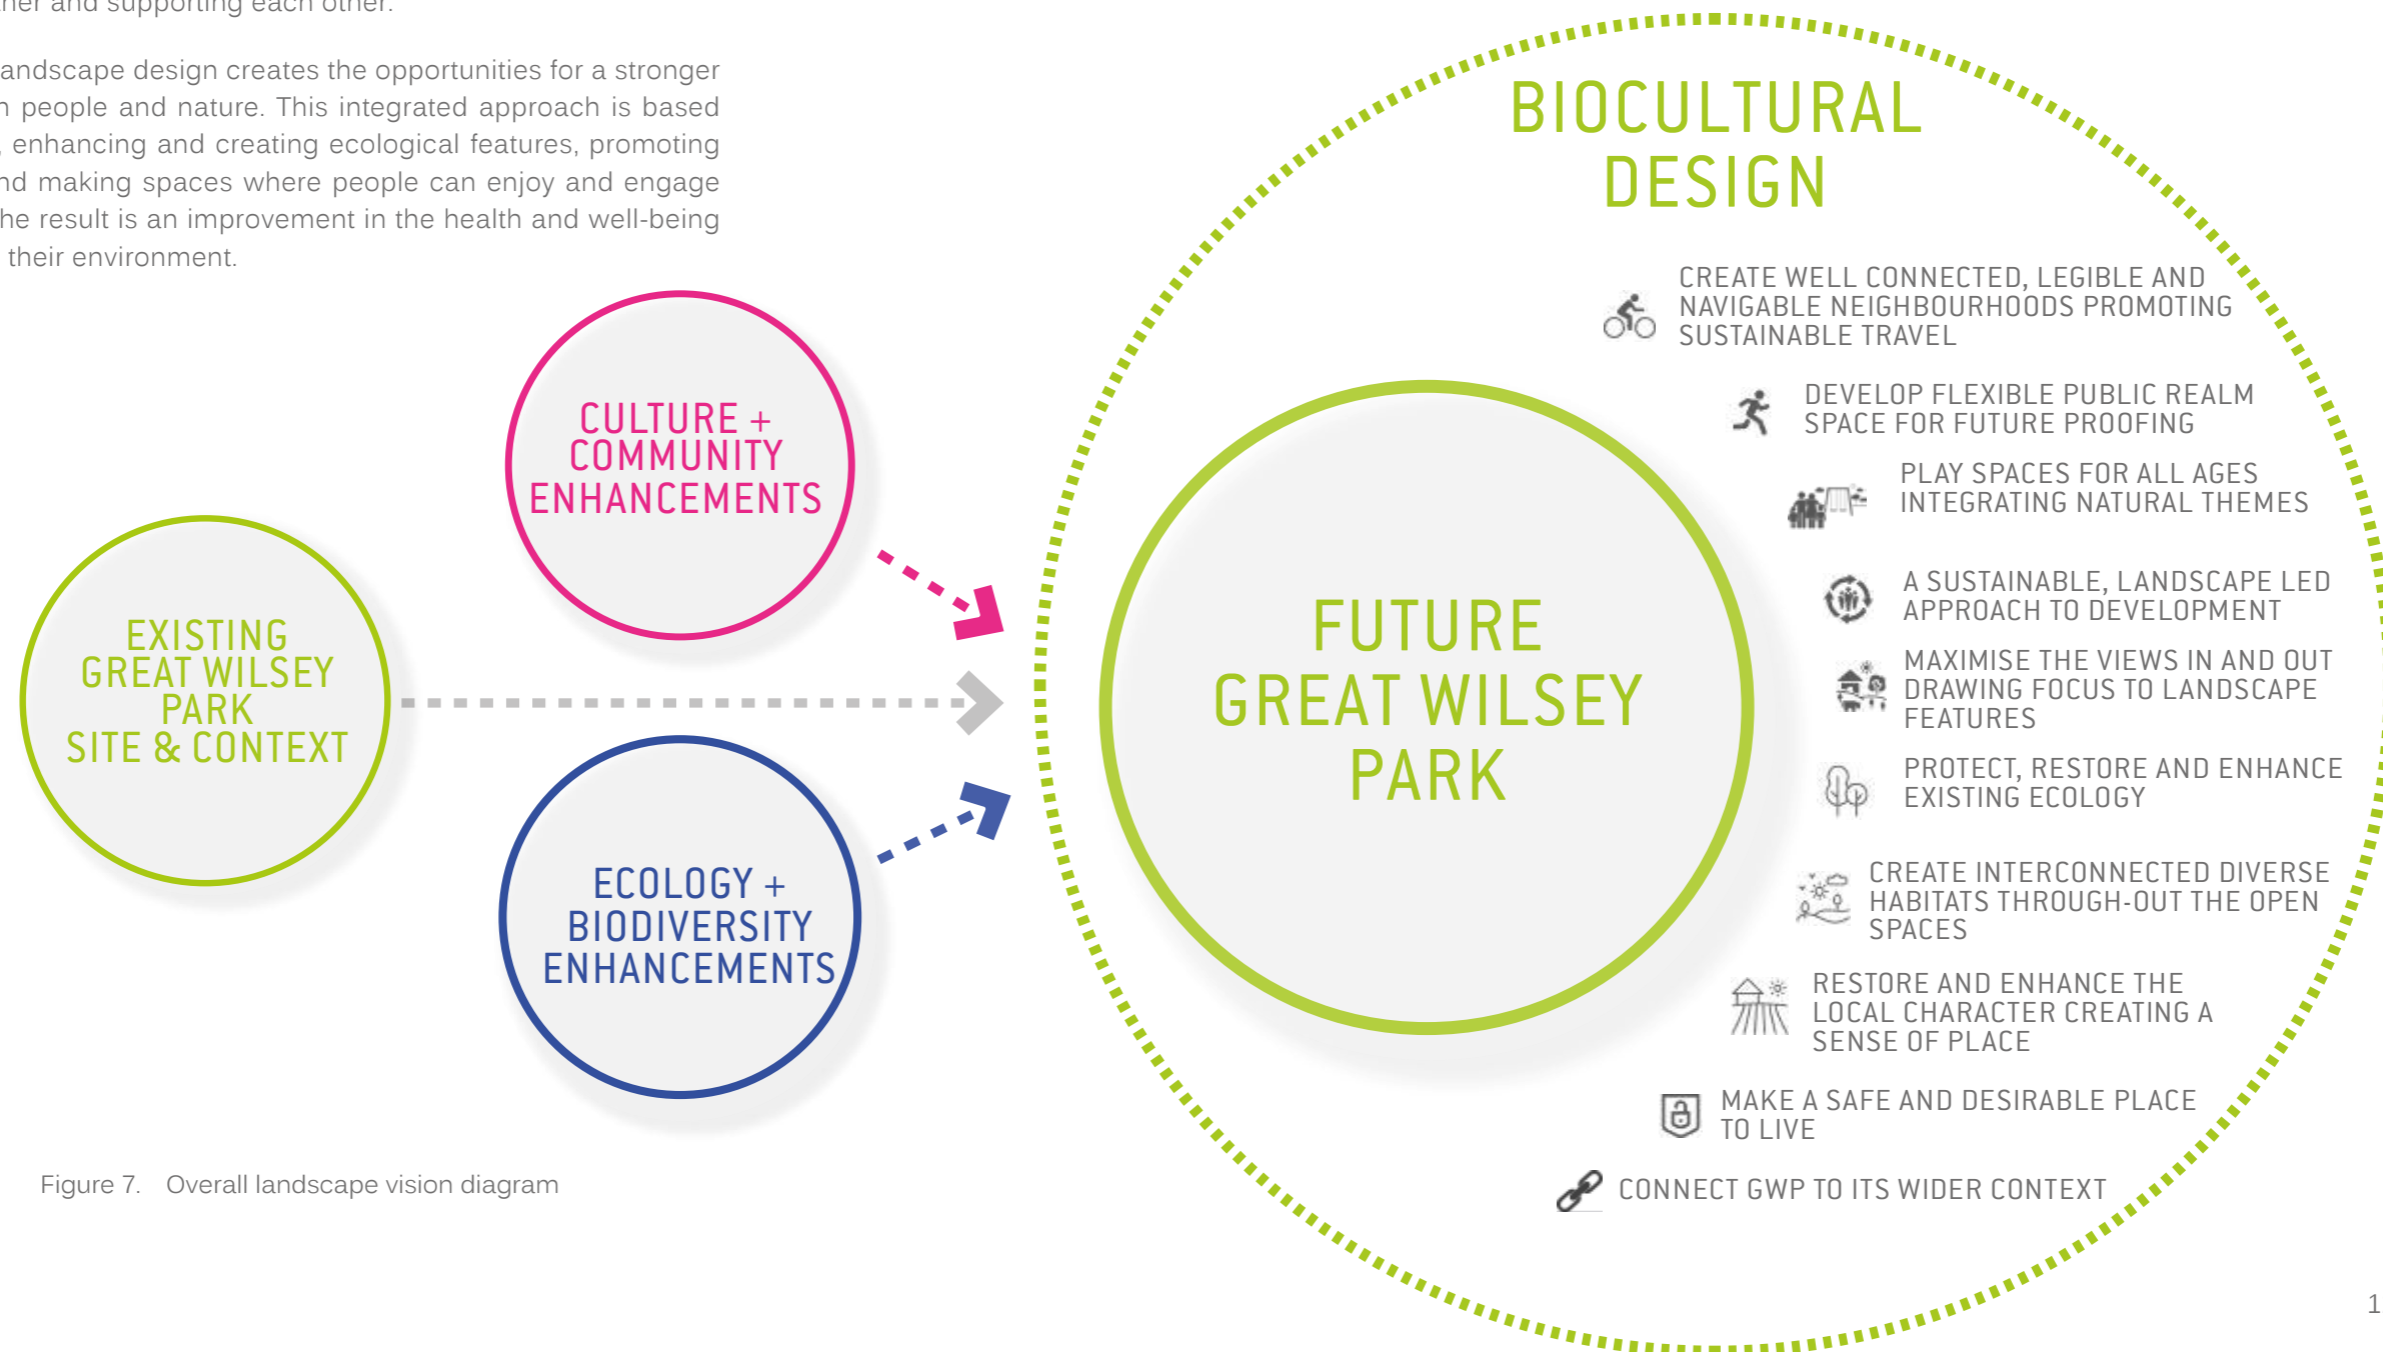 and supporting each other.
landscape design creates the opportunities for a stronger
people and nature. This integrated approach is based
enhancing and creating ecological features, promoting
making spaces where people can enjoy and engage
he result is an improvement in the health and well-being
their environment.
CULTURE +
COMMUNITY
ENHANCEMENTS
EXISTING
GREAT WILSEY
PARK
SITE & CONTEXT
ECOLOGY +
BIODIVERSITY
ENHANCEMENTS
Figure 7. Overall landscape vision diagram
BIOCULTURAL
DESIGN
FUTURE
GREAT WILSEY
PARK
CREATE WELL CONNECTED, LEGIBLE AND
NAVIGABLE NEIGHBOURHOODS PROMOTING
SUSTAINABLE TRAVEL
DEVELOP FLEXIBLE PUBLIC REALM
SPACE FOR FUTURE PROOFING
PLAY SPACES FOR ALL AGES
INTEGRATING NATURAL THEMES
A SUSTAINABLE, LANDSCAPE LED
APPROACH TO DEVELOPMENT
MAXIMISE THE VIEWS IN AND OUT
DRAWING FOCUS TO LANDSCAPE
FEATURES
PROTECT, RESTORE AND ENHANCE
EXISTING ECOLOGY
CREATE INTERCONNECTED DIVERSE
HABITATS THROUGH-OUT THE OPEN
SPACES
RESTORE AND ENHANCE THE
LOCAL CHARACTER CREATING A
SENSE OF PLACE
MAKE A SAFE AND DESIRABLE PLACE
TO LIVE
CONNECT GWP TO ITS WIDER CONTEXT
1